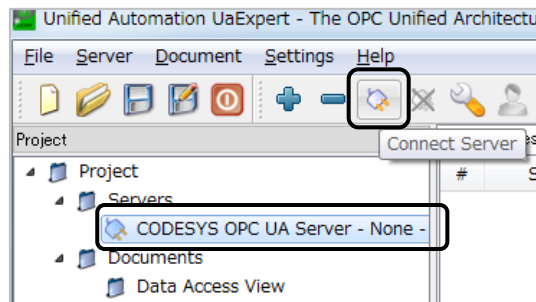 Unified Automation UaExpert - The OPC Unified Architectu
File Server Document Settings Help
Project
Connect Server
#
S
Project
Servers
CODESYS OPC UA Server - None -
Documents
Data Access View